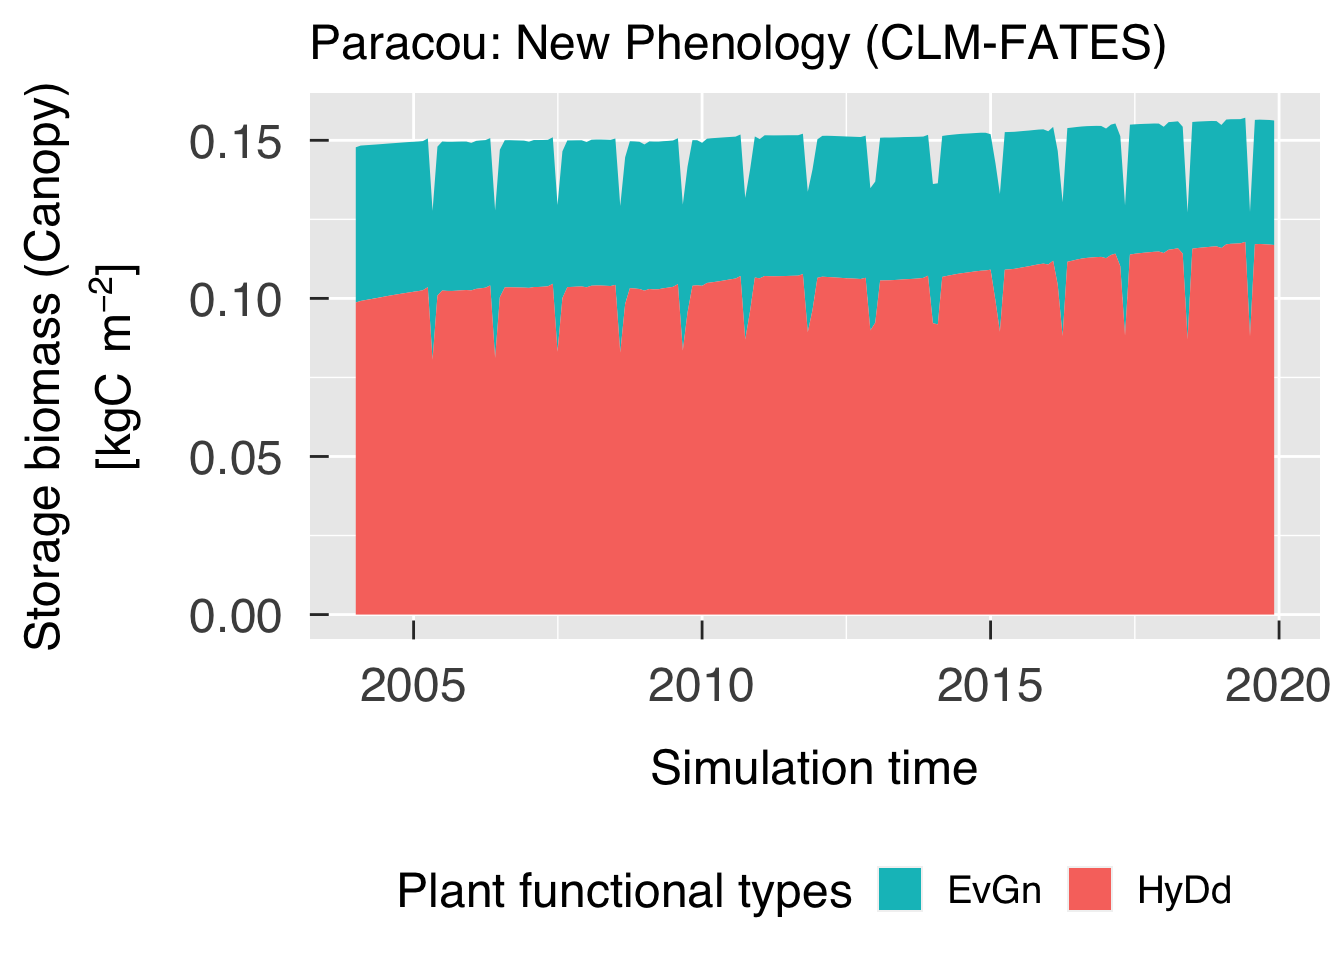 Paracou: New Phenology (CLM-FATES)
Storage biomass (Canopy)
[kgC m⁻²]
0.15
0.10
0.05
0.00
2005 2010 2015 2020
Simulation time
Plant functional types EvGn HyDd